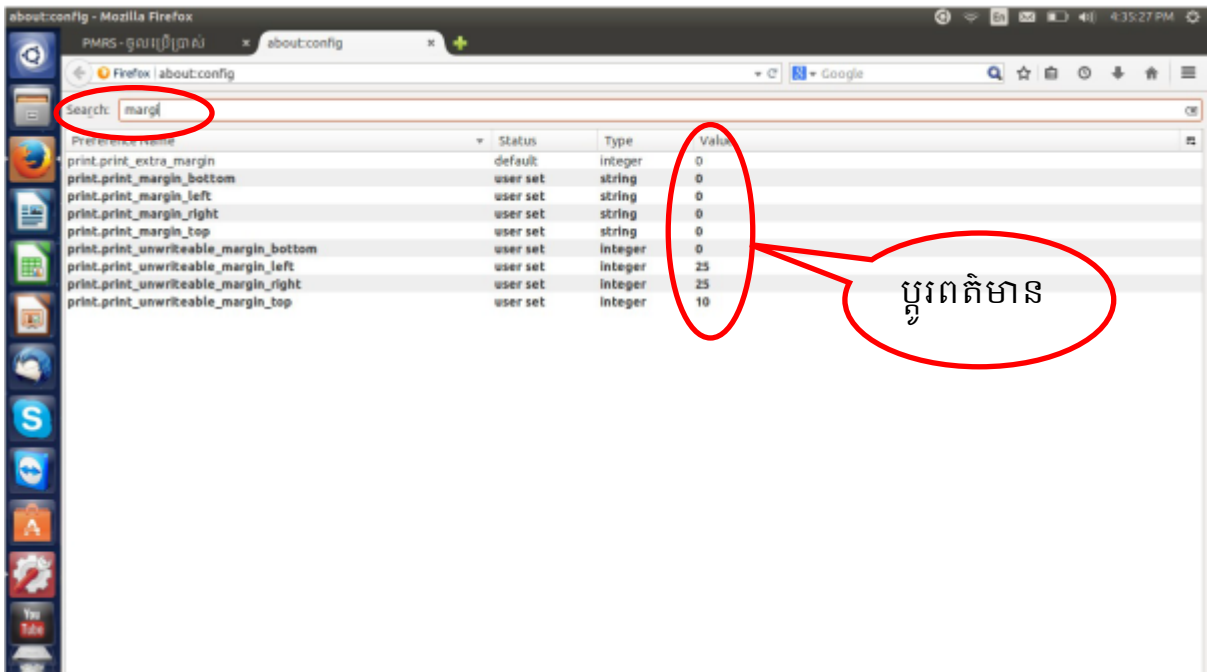 about:config - Mozilla Firefox En 4:35:27 PM
PMRS - ចូលប្រើប្រាស់ × about:config ×
Firefox about:config Google
Search: margi
Preference Name Status Type Value
print.print_extra_margin default integer 0
print.print_margin_bottom user set string 0
print.print_margin_left user set string 0
print.print_margin_right user set string 0
print.print_margin_top user set string 0
print.print_unwriteable_margin_bottom user set integer 0
print.print_unwriteable_margin_left user set integer 25
print.print_unwriteable_margin_right user set integer 25
print.print_unwriteable_margin_top user set integer 10
ប្តូរពត៌មាន
S
A
You
Tube